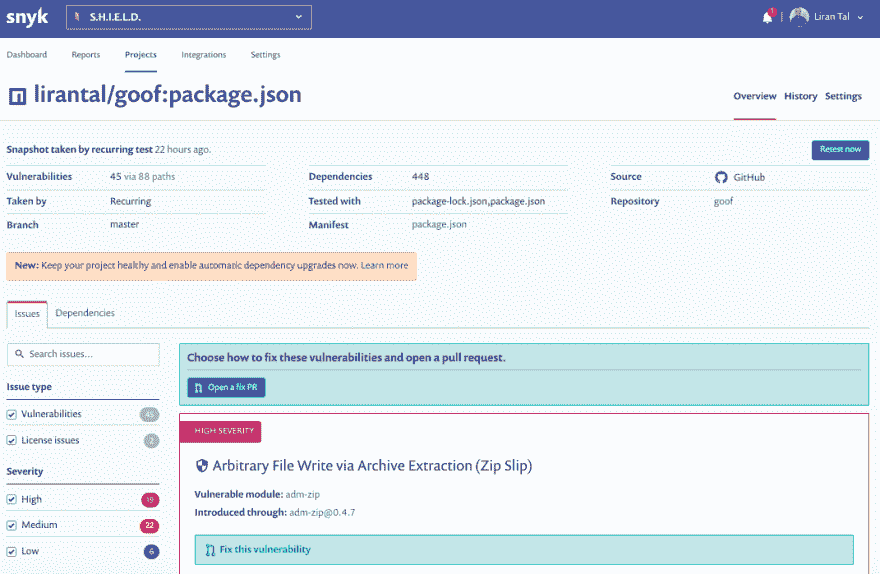 snyk
S.H.I.E.L.D.
1
Liran Tal
Dashboard Reports Projects Integrations Settings
lirantal/goof:package.json
Overview History Settings
Snapshot taken by recurring test 22 hours ago.
Retest now
Vulnerabilities 45 via 88 paths Dependencies 448 Source GitHub
Taken by Recurring Tested with package-lock.json,package.json Repository goof
Branch master Manifest package.json
New: Keep your project healthy and enable automatic dependency upgrades now. Learn more
Issues Dependencies
Search issues...
Choose how to fix these vulnerabilities and open a pull request.
Open a fix PR
Issue type
Vulnerabilities 45
License issues 2
Severity
High 19
Medium 22
Low 6
HIGH SEVERITY
Arbitrary File Write via Archive Extraction (Zip Slip)
Vulnerable module: adm-zip
Introduced through: adm-zip@0.4.7
Fix this vulnerability